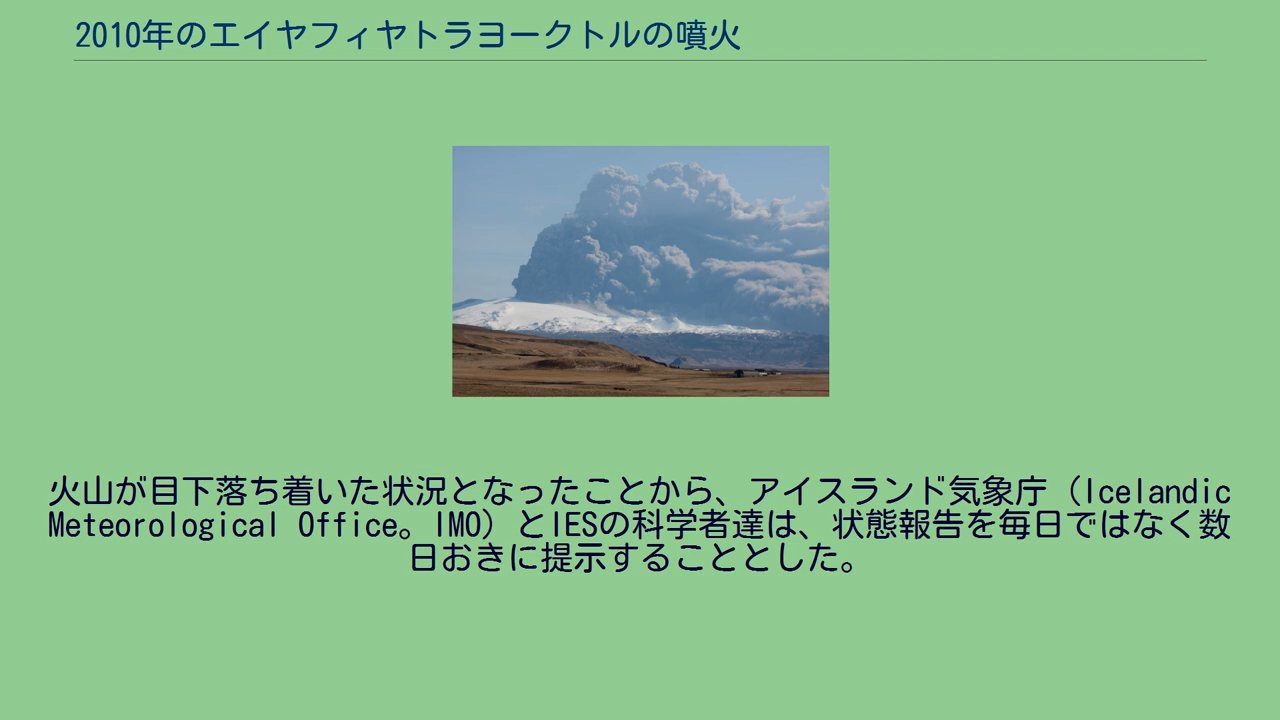 2010年のエイヤフィヤトラヨークトルの噴火
火山が目下落ち着いた状況となったことから、アイスランド気象庁（Icelandic
Meteorological Office。IMO）とIESの科学者達は、状態報告を毎日ではなく数
日おきに提示することとした。